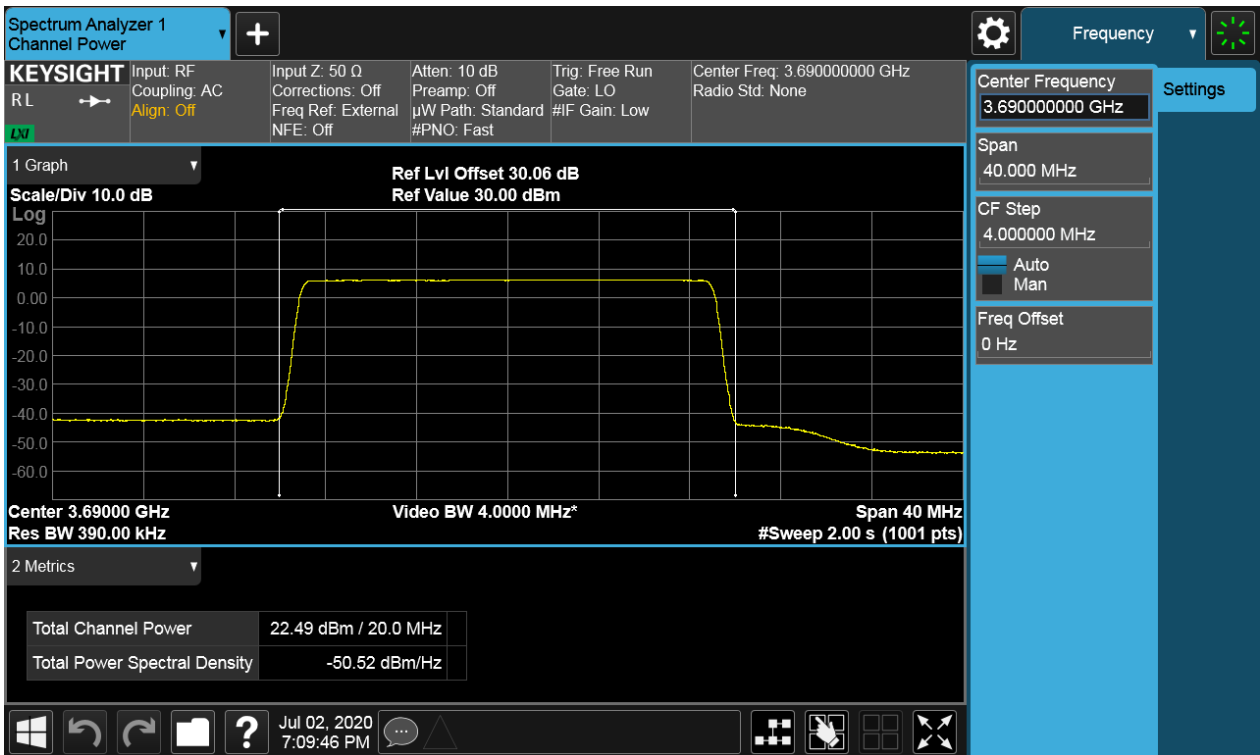 Spectrum Analyzer 1
Channel Power
Frequency
KEYSIGHT
RL
LXI
Input: RF
Coupling: AC
Align: Off
Input Z: 50 Ω
Corrections: Off
Freq Ref: External
NFE: Off
Atten: 10 dB
Preamp: Off
µW Path: Standard
#PNO: Fast
Trig: Free Run
Gate: LO
#IF Gain: Low
Center Freq: 3.690000000 GHz
Radio Std: None
Center Frequency
3.690000000 GHz
Settings
Span
40.000 MHz
CF Step
4.000000 MHz
Auto
Man
Freq Offset
0 Hz
1 Graph
Ref Lvl Offset 30.06 dB
Scale/Div 10.0 dB
Ref Value 30.00 dBm
Log
20.0
10.0
0.00
-10.0
-20.0
-30.0
-40.0
-50.0
-60.0
Center 3.69000 GHz
Video BW 4.0000 MHz*
Span 40 MHz
Res BW 390.00 kHz
#Sweep 2.00 s (1001 pts)
2 Metrics
Total Channel Power 22.49 dBm / 20.0 MHz
Total Power Spectral Density -50.52 dBm/Hz
?
Jul 02, 2020
7:09:46 PM